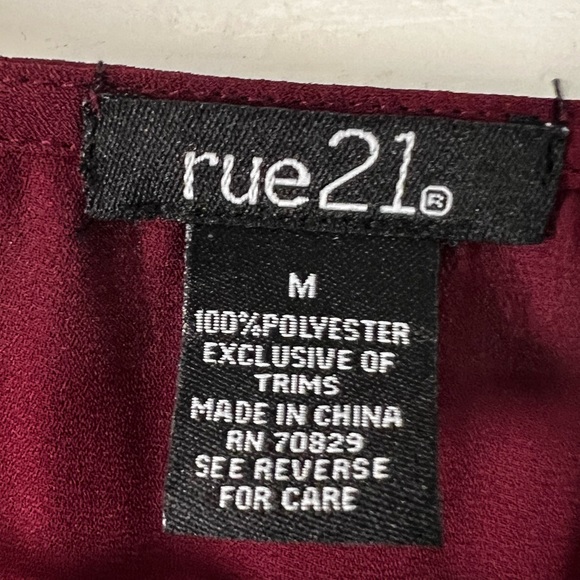 rue21®
M
100%POLYESTER
EXCLUSIVE OF
TRIMS
MADE IN CHINA
RN 70829
SEE REVERSE
FOR CARE